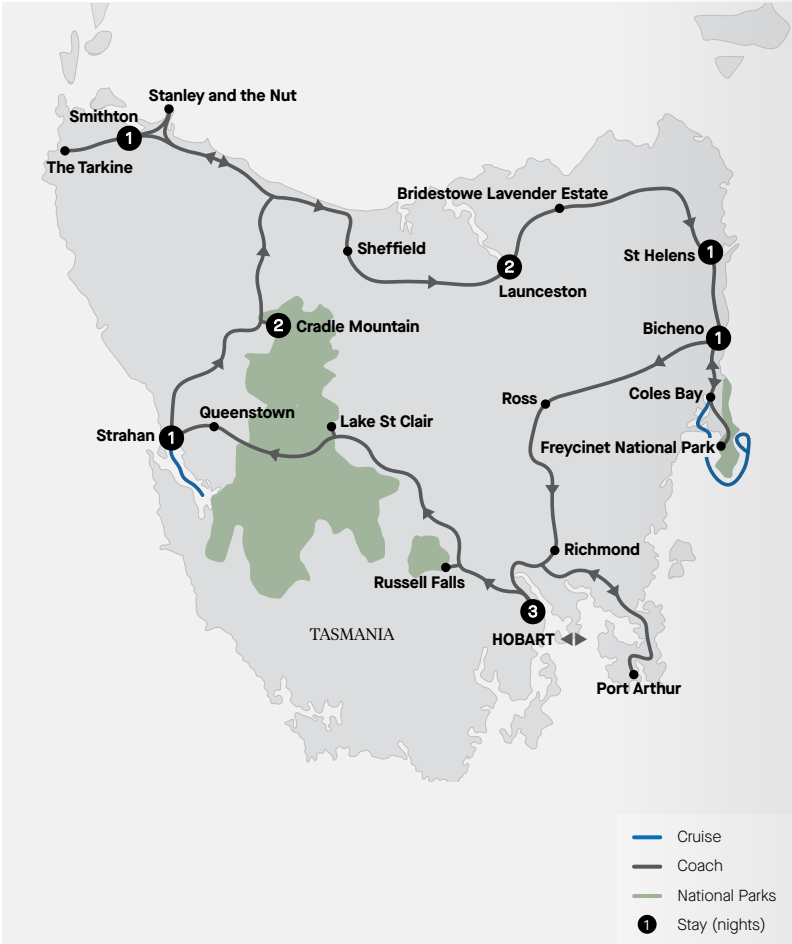 Stanley and the Nut
Smithton
1
The Tarkine
Bridestowe Lavender Estate
Sheffield
2
Launceston
St Helens
1
Bicheno
1
2
Cradle Mountain
Ross
Coles Bay
Queenstown
Lake St Clair
Strahan
1
Freycinet National Park
Richmond
Russell Falls
3
HOBART
TASMANIA
Port Arthur
Cruise
Coach
National Parks
1
Stay (nights)